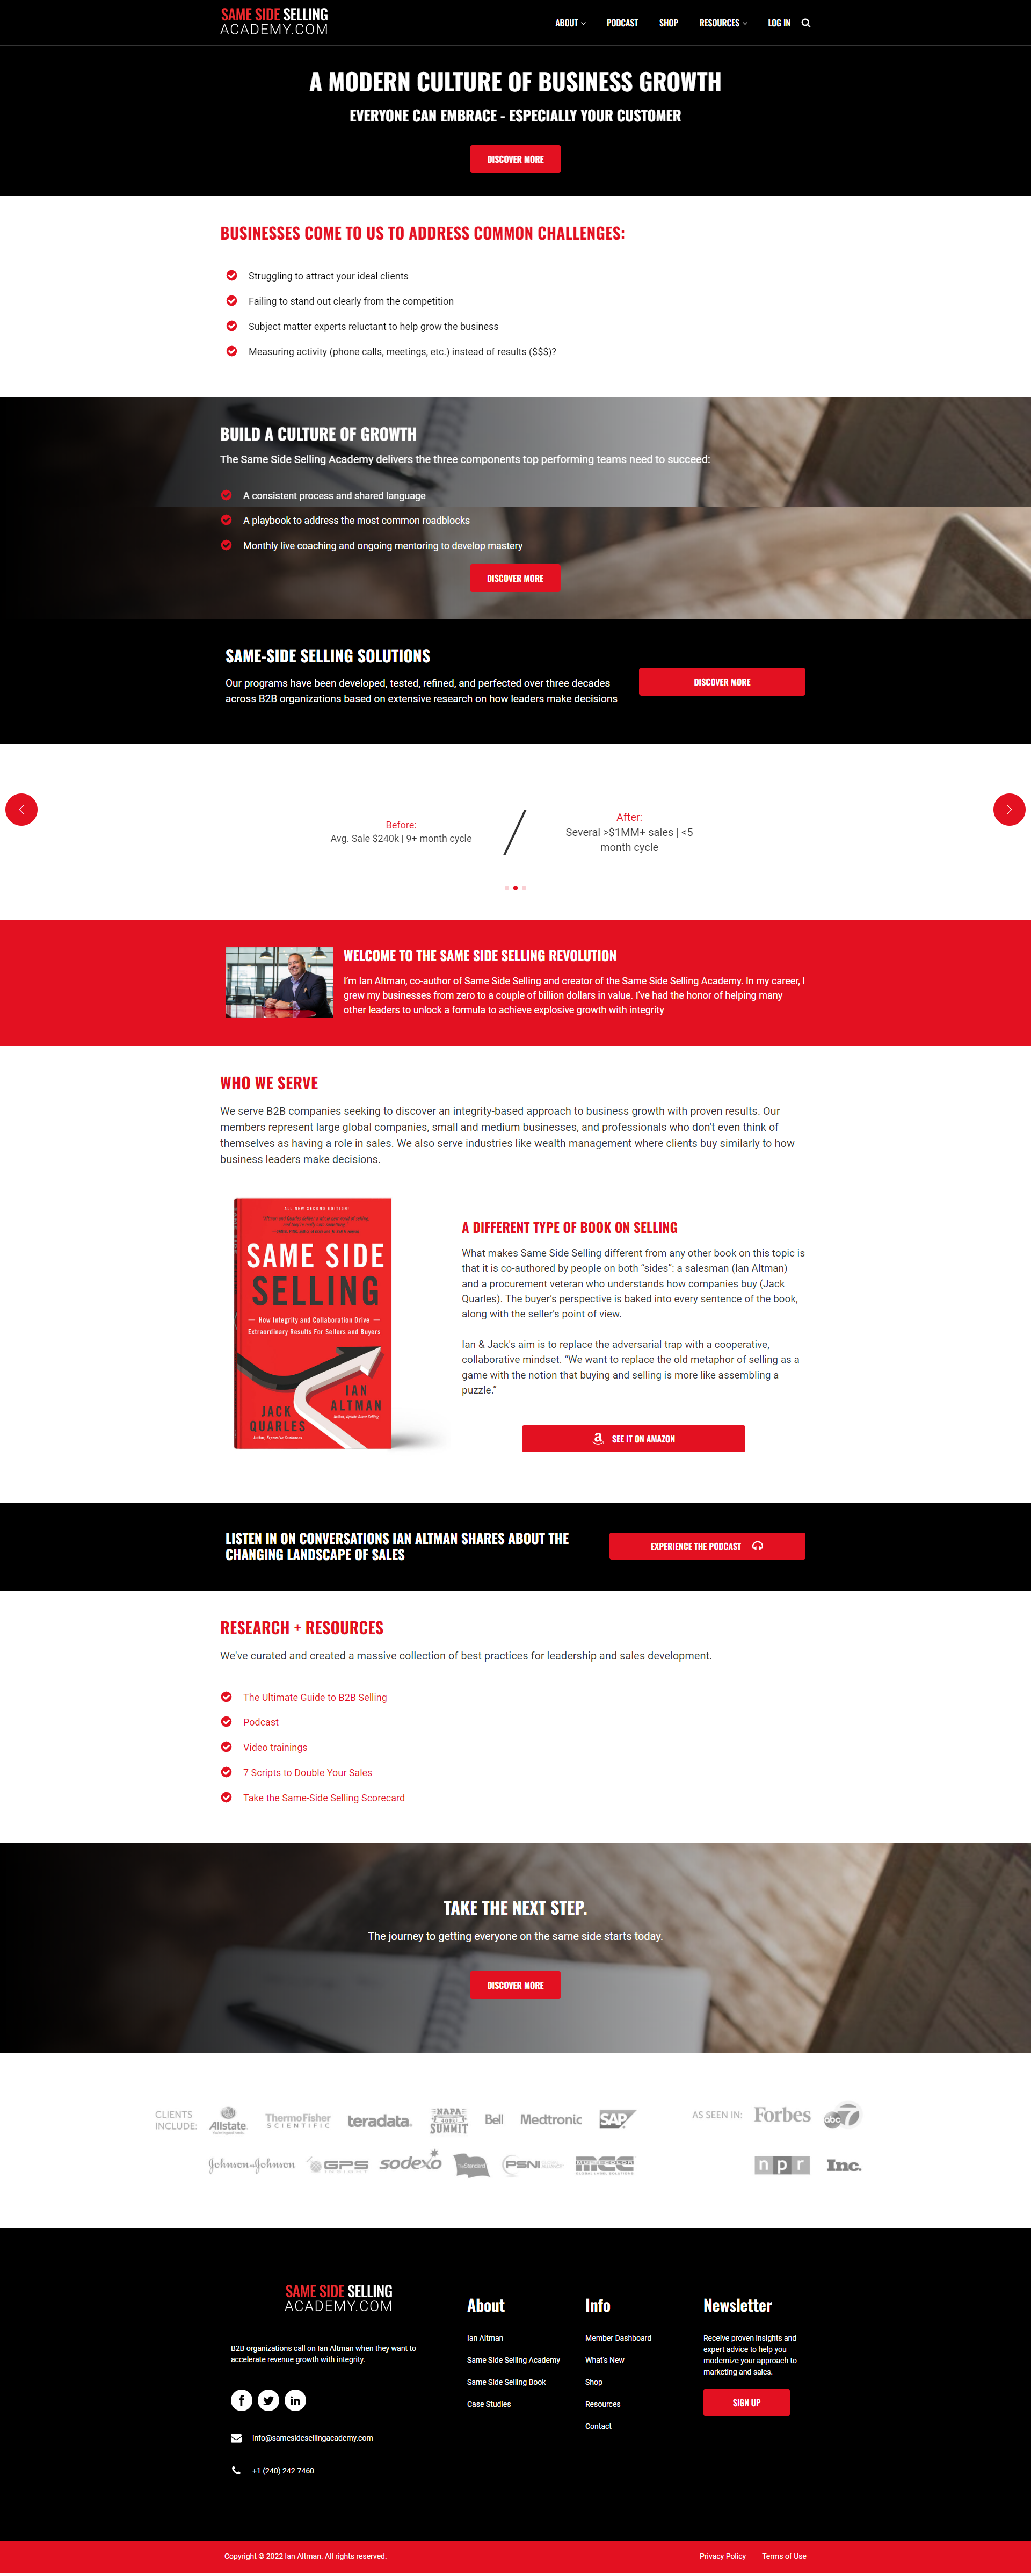 SAME SIDE SELLING
ACADEMY.COM
ABOUT
PODCAST
SHOP
RESOURCES
LOG IN
A MODERN CULTURE OF BUSINESS GROWTH
EVERYONE CAN EMBRACE - ESPECIALLY YOUR CUSTOMER
DISCOVER MORE
BUSINESSES COME TO US TO ADDRESS COMMON CHALLENGES:
Struggling to attract your ideal clients
Failing to stand out clearly from the competition
Subject matter experts reluctant to help grow the business
Measuring activity (phone calls, meetings, etc.) instead of results ($$$)?
BUILD A CULTURE OF GROWTH
The Same Side Selling Academy delivers the three components top performing teams need to succeed:
A consistent process and shared language
A playbook to address the most common roadblocks
Monthly live coaching and ongoing mentoring to develop mastery
DISCOVER MORE
SAME-SIDE SELLING SOLUTIONS
Our programs have been developed, tested, refined, and perfected over three decades
across B2B organizations based on extensive research on how leaders make decisions
DISCOVER MORE
Before:
Avg. Sale $240k | 9+ month cycle
/
After:
Several >$1MM+ sales | <5
month cycle
WELCOME TO THE SAME SIDE SELLING REVOLUTION
I'm Ian Altman, co-author of Same Side Selling and creator of the Same Side Selling Academy. In my career, I
grew my businesses from zero to a couple of billion dollars in value. I've had the honor of helping many
other leaders to unlock a formula to achieve explosive growth with integrity
WHO WE SERVE
We serve B2B companies seeking to discover an integrity-based approach to business growth with proven results. Our
members represent large global companies, small and medium businesses, and professionals who don't even think of
themselves as having a role in sales. We also serve industries like wealth management where clients buy similarly to how
business leaders make decisions.
ALL NEW SECOND EDITION!
SAME SIDE
SELLING
How Integrity and Collaboration Drive
Extraordinary Results For Sellers and Buyers
IAN
ALTMAN
Author, Upside Down Selling
JACK
QUARLES
Author, Expensive Sentences
A DIFFERENT TYPE OF BOOK ON SELLING
What makes Same Side Selling different from any other book on this topic is
that it is co-authored by people on both “sides”: a salesman (Ian Altman)
and a procurement veteran who understands how companies buy (Jack
Quarles). The buyer's perspective is baked into every sentence of the book,
along with the seller's point of view.
Ian & Jack's aim is to replace the adversarial trap with a cooperative,
collaborative mindset. “We want to replace the old metaphor of selling as a
game with the notion that buying and selling is more like assembling a
puzzle.”
SEE IT ON AMAZON
LISTEN IN ON CONVERSATIONS IAN ALTMAN SHARES ABOUT THE
CHANGING LANDSCAPE OF SALES
EXPERIENCE THE PODCAST
RESEARCH + RESOURCES
We've curated and created a massive collection of best practices for leadership and sales development.
The Ultimate Guide to B2B Selling
Podcast
Video trainings
7 Scripts to Double Your Sales
Take the Same-Side Selling Scorecard
TAKE THE NEXT STEP.
The journey to getting everyone on the same side starts today.
DISCOVER MORE
CLIENTS
INCLUDE:
Allstate
ThermoFisher
SCIENTIFIC
teradata.
NAPA
SUMMIT
Bell
Medtronic
SAP
AS SEEN IN:
Forbes
abc 7
Johnson & Johnson
GPS
INSIGHT
sodexo
The Standard
PSNI
MCC
GLOBAL LABEL SOLUTIONS
npr
Inc.
SAME SIDE SELLING
ACADEMY.COM
B2B organizations call on Ian Altman when they want to
accelerate revenue growth with integrity.
info@samesidesellingacademy.com
+1 (240) 242-7460
About
Ian Altman
Same Side Selling Academy
Same Side Selling Book
Case Studies
Info
Member Dashboard
What's New
Shop
Resources
Contact
Newsletter
Receive proven insights and
expert advice to help you
modernize your approach to
marketing and sales.
SIGN UP
Copyright © 2022 Ian Altman. All rights reserved.
Privacy Policy
Terms of Use